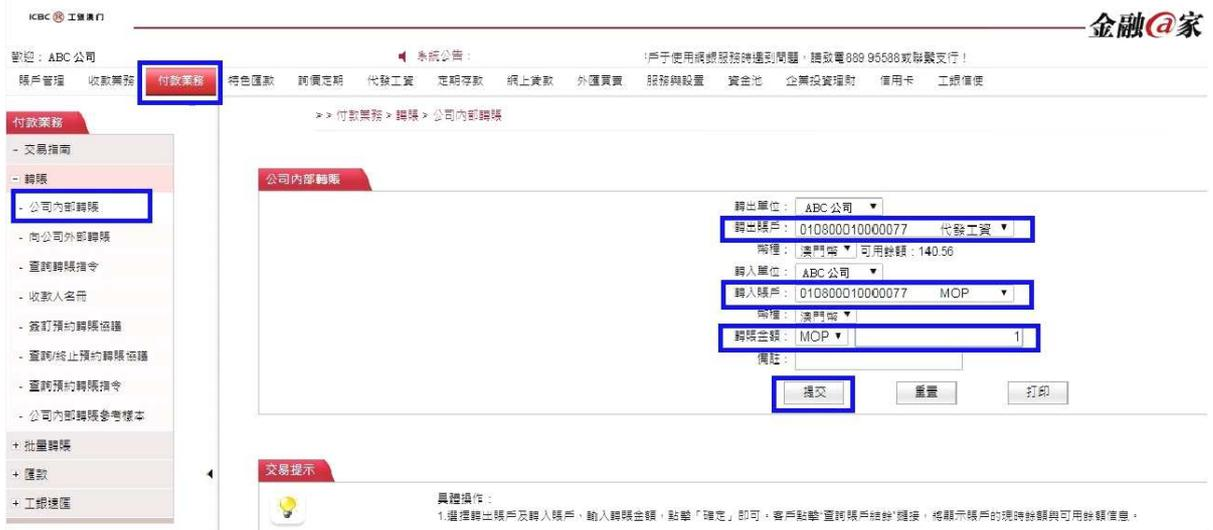 ICBC 工銀澳门
金融@家
歡迎：ABC 公司
系統公告：
户于使用網銀服務時遇到問題，請致電889 95588或聯繫支行！
賬戶管理 收款業務 付款業務 特色匯款 詢價定期 代發工資 定期存款 網上貸款 外匯買賣 服務與設置 資金池 企業投資理財 信用卡 工銀信使
>> 付款業務 > 轉賬 > 公司內部轉賬
付款業務
- 交易指南
- 轉賬
- 公司內部轉賬
- 向公司外部轉賬
- 查詢轉賬指令
- 收款人名冊
- 簽訂預約轉賬協議
- 查詢/終止預約轉賬協議
- 查詢預約轉賬指令
- 公司內部轉賬參考樣本
+ 批量轉賬
+ 匯款
+ 工銀速匯
公司內部轉賬
轉出單位： ABC 公司
轉出賬戶： 010800010000077 代發工資
幣種： 澳門幣 可用餘額：140.56
轉入單位： ABC 公司
轉入賬戶： 010800010000077 MOP
幣種： 澳門幣
轉賬金額： MOP 1
備註：
提交 重置 打印
交易提示
具體操作：
1.選擇轉出賬戶及轉入賬戶、輸入轉賬金額，點擊「確定」即可。客戶點擊"查詢賬戶結餘"鏈接，將顯示賬戶的現時餘額與可用餘額信息。